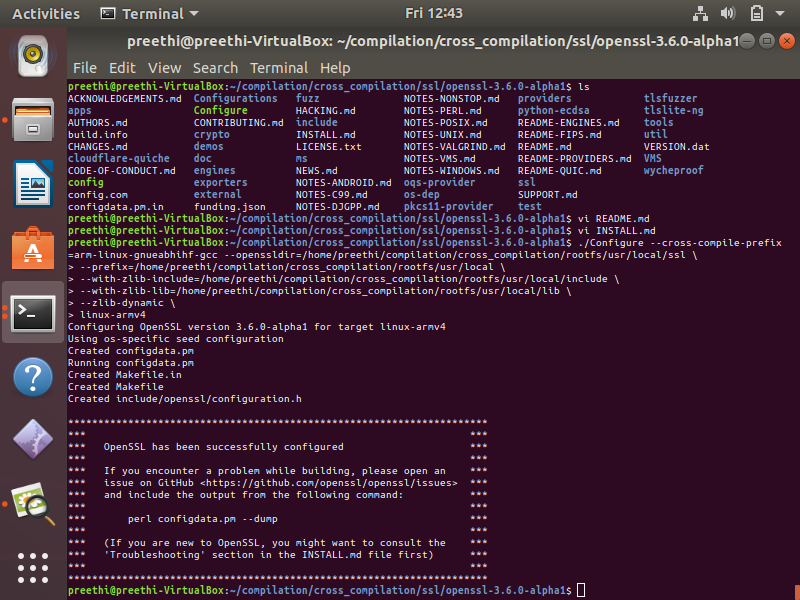 Activities Terminal Fri 12:43
preethi@preethi-VirtualBox: ~/compilation/cross_compilation/ssl/openssl-3.6.0-alpha1
File Edit View Search Terminal Help
preethi@preethi-VirtualBox:~/compilation/cross_compilation/ssl/openssl-3.6.0-alpha1$ ls
ACKNOWLEDGEMENTS.md Configurations fuzz NOTES-NONSTOP.md providers tlsfuzzer
apps Configure HACKING.md NOTES-PERL.md python-ecdsa tlslite-ng
AUTHORS.md CONTRIBUTING.md include NOTES-POSIX.md README-ENGINES.md tools
build.info crypto INSTALL.md NOTES-UNIX.md README-FIPS.md util
CHANGES.md demos LICENSE.txt NOTES-VALGRIND.md README.md VERSION.dat
cloudflare-quiche doc ms NOTES-VMS.md README-PROVIDERS.md VMS
CODE-OF-CONDUCT.md engines NEWS.md NOTES-WINDOWS.md README-QUIC.md wycheproof
config exporters NOTES-ANDROID.md oqs-provider ssl
config.com external NOTES-C99.md os-dep SUPPORT.md
configdata.pm.in funding.json NOTES-DJGPP.md pkcs11-provider test
preethi@preethi-VirtualBox:~/compilation/cross_compilation/ssl/openssl-3.6.0-alpha1$ vi README.md
preethi@preethi-VirtualBox:~/compilation/cross_compilation/ssl/openssl-3.6.0-alpha1$ vi INSTALL.md
preethi@preethi-VirtualBox:~/compilation/cross_compilation/ssl/openssl-3.6.0-alpha1$ ./Configure --cross-compile-prefix
=arm-linux-gnueabhihf-gcc --openssldir=/home/preethi/compilation/cross_compilation/rootfs/usr/local/ssl \
> --prefix=/home/preethi/compilation/cross_compilation/rootfs/usr/local \
> --with-zlib-include=/home/preethi/compilation/cross_compilation/rootfs/usr/local/include \
> --with-zlib-lib=/home/preethi/compilation/cross_compilation/rootfs/usr/local/lib \
> --zlib-dynamic \
> linux-armv4
Configuring OpenSSL version 3.6.0-alpha1 for target linux-armv4
Using os-specific seed configuration
Created configdata.pm
Running configdata.pm
Created Makefile.in
Created Makefile
Created include/openssl/configuration.h
**********************************************************************
*** ***
*** OpenSSL has been successfully configured ***
*** ***
*** If you encounter a problem while building, please open an ***
*** issue on GitHub <https://github.com/openssl/openssl/issues> ***
*** and include the output from the following command: ***
*** ***
*** perl configdata.pm --dump ***
*** ***
*** (If you are new to OpenSSL, you might want to consult the ***
*** 'Troubleshooting' section in the INSTALL.md file first) ***
*** ***
**********************************************************************
preethi@preethi-VirtualBox:~/compilation/cross_compilation/ssl/openssl-3.6.0-alpha1$